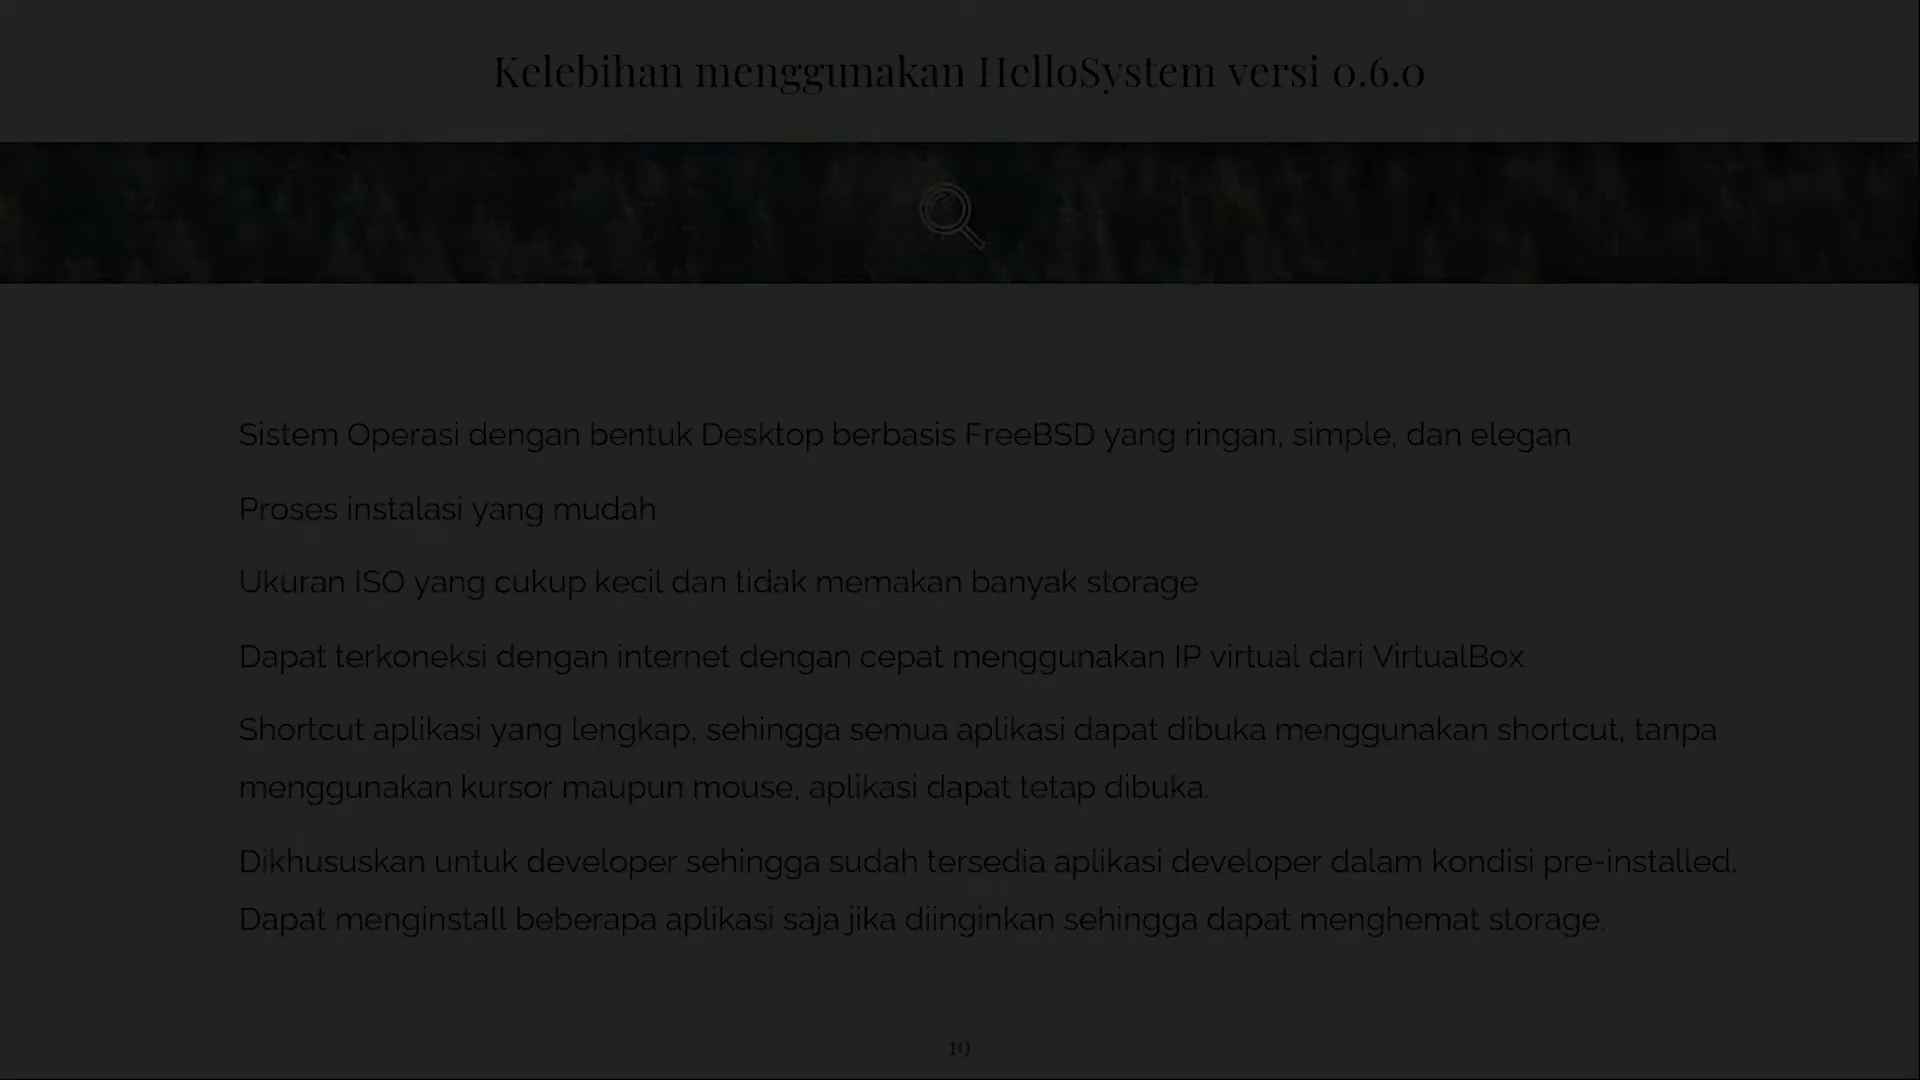 Kelebihan menggunakan HelloSystem versi 0.6.0
Sistem Operasi dengan bentuk Desktop berbasis FreeBSD yang ringan, simple, dan elegan
Proses instalasi yang mudah
Ukuran ISO yang cukup kecil dan tidak memakan banyak storage
Dapat terkoneksi dengan internet dengan cepat menggunakan IP virtual dari VirtualBox
Shortcut aplikasi yang lengkap, sehingga semua aplikasi dapat dibuka menggunakan shortcut, tanpa
menggunakan kursor maupun mouse, aplikasi dapat tetap dibuka.
Dikhususkan untuk developer sehingga sudah tersedia aplikasi developer dalam kondisi pre-installed.
Dapat menginstall beberapa aplikasi saja jika diinginkan sehingga dapat menghemat storage.
19